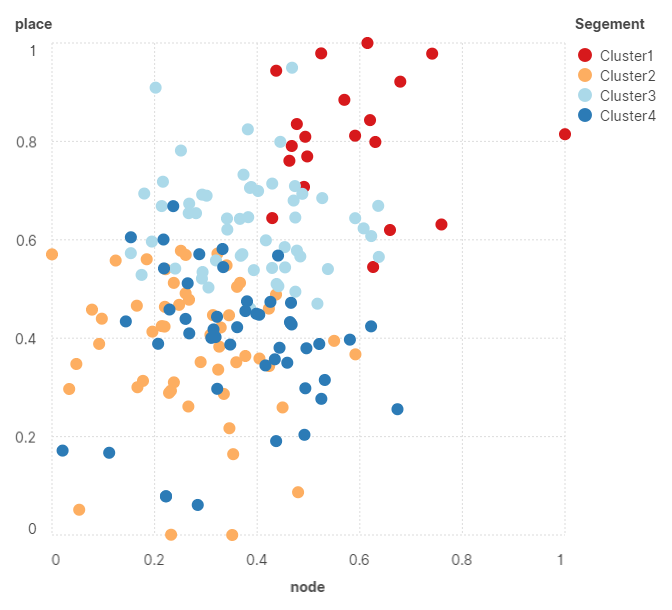 place
Segement
Cluster1
Cluster2
Cluster3
Cluster4
1
0.8
0.6
0.4
0.2
0
0 0.2 0.4 0.6 0.8 1
node